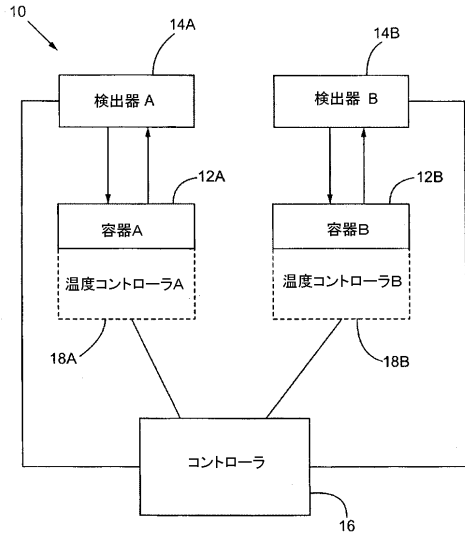 10
14A
14B
検出器 A
検出器 B
12A
12B
容器A
容器B
温度コントローラA
温度コントローラB
18A
18B
コントローラ
16